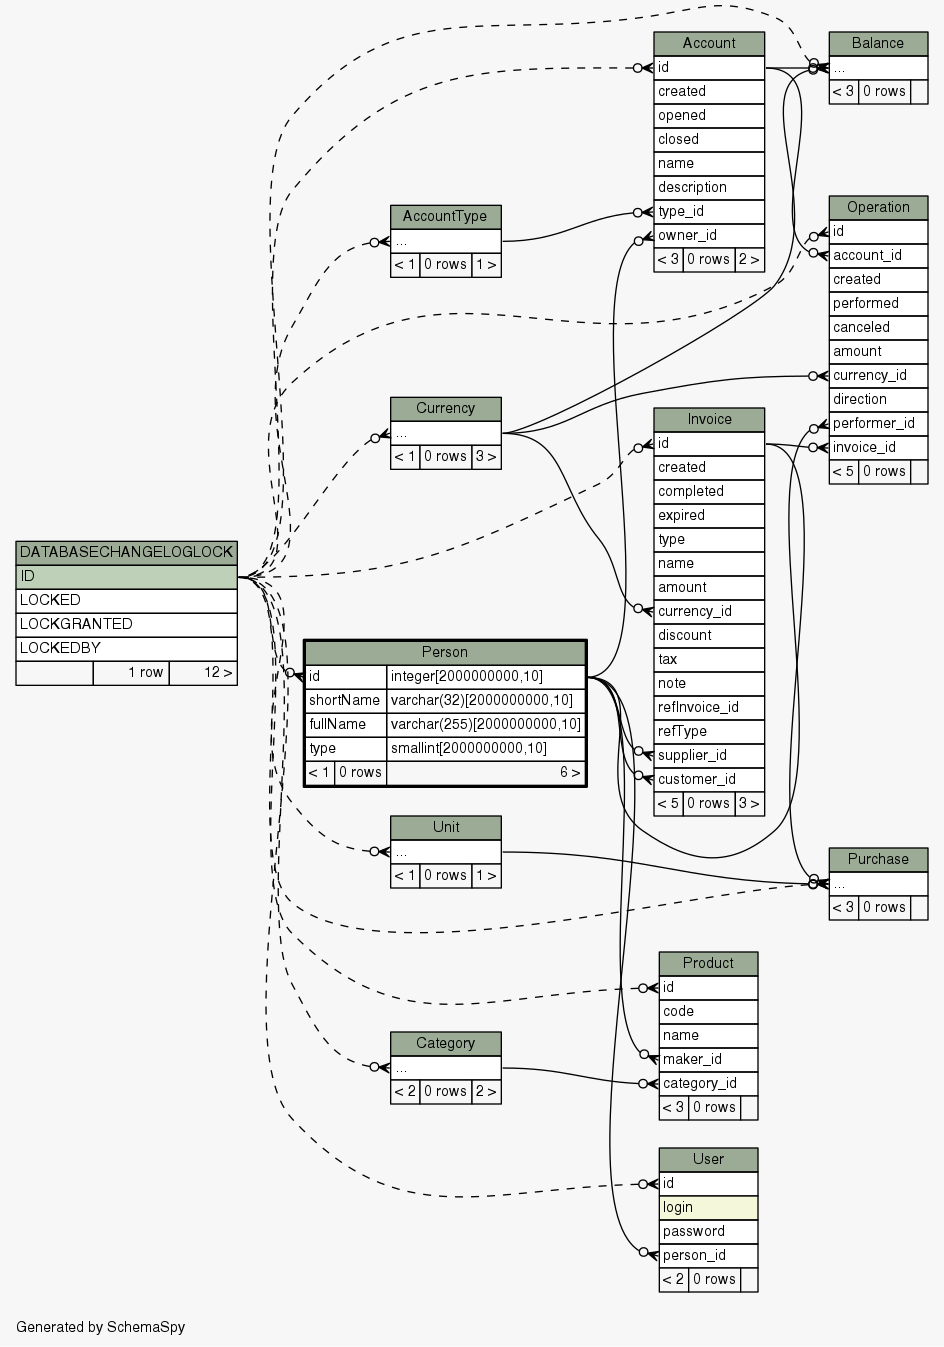 Account
id
created
opened
closed
name
description
type_id
owner_id
< 3 0 rows 2 >
Balance
...
< 3 0 rows
AccountType
...
< 1 0 rows 1 >
Operation
id
account_id
created
performed
canceled
amount
currency_id
direction
performer_id
invoice_id
< 5 0 rows
Currency
...
< 1 0 rows 3 >
Invoice
id
created
completed
expired
type
name
amount
currency_id
discount
tax
note
refInvoice_id
refType
supplier_id
customer_id
< 5 0 rows 3 >
DATABASECHANGELOGLOCK
ID
LOCKED
LOCKGRANTED
LOCKEDBY
1 row 12 >
Person
id integer[2000000000,10]
shortName varchar(32)[2000000000,10]
fullName varchar(255)[2000000000,10]
type smallint[2000000000,10]
< 1 0 rows 6 >
Unit
...
< 1 0 rows 1 >
Purchase
...
< 3 0 rows
Product
id
code
name
maker_id
category_id
< 3 0 rows
Category
...
< 2 0 rows 2 >
User
id
login
password
person_id
< 2 0 rows
Generated by SchemaSpy